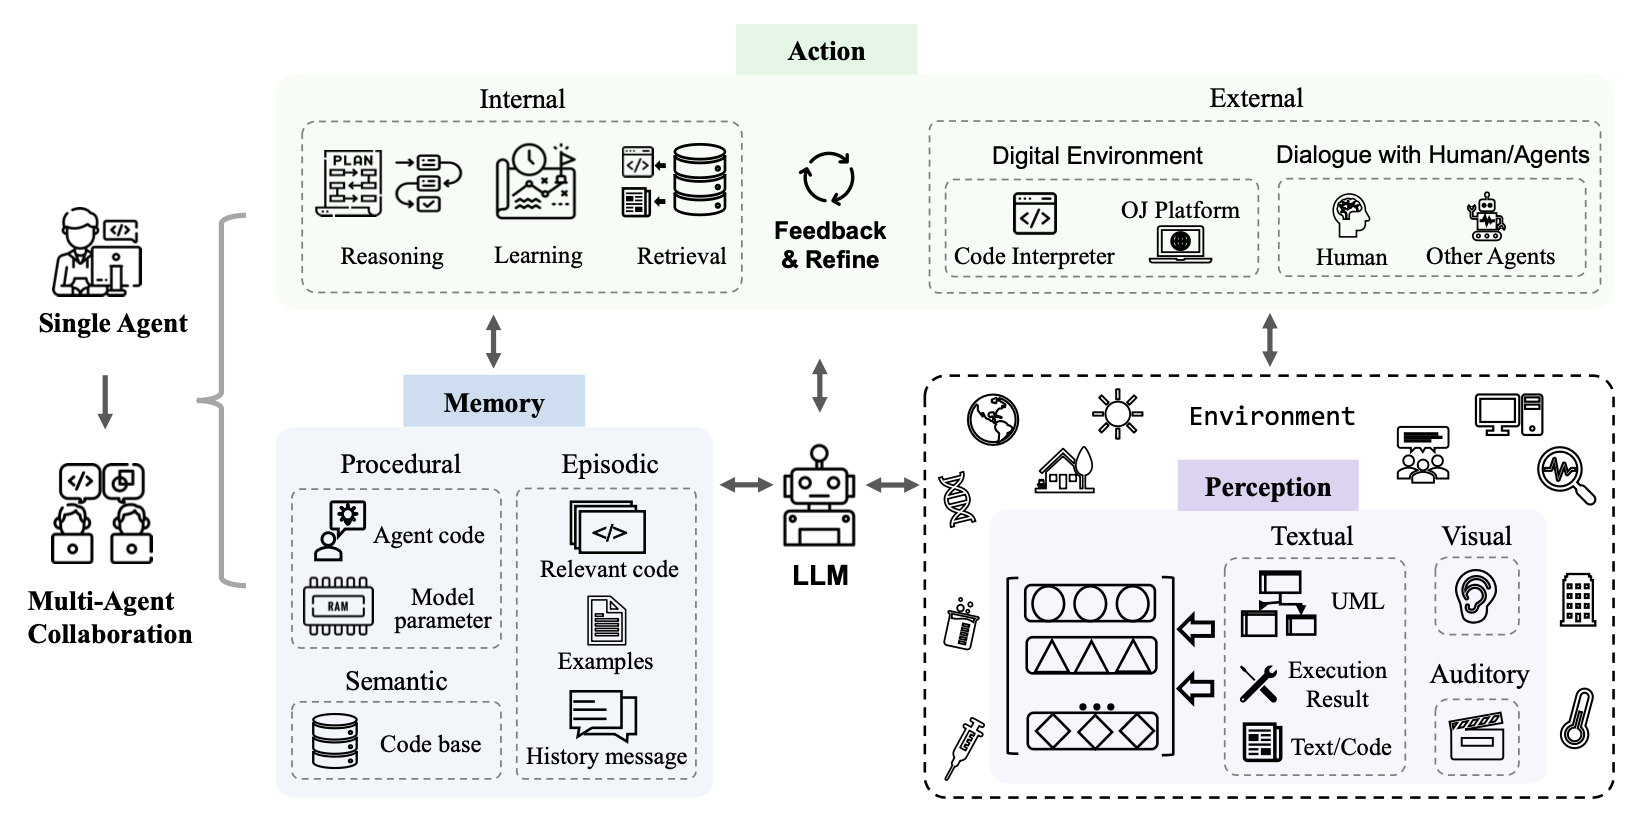 Action
Internal
External
PLAN
Reasoning
Learning
Retrieval
Feedback
& Refine
Digital Environment
</>
Code Interpreter
OJ Platform
Dialogue with Human/Agents
Human
Other Agents
</>
Single Agent
</>
Multi-Agent
Collaboration
Memory
Procedural
Agent code
RAM
Model
parameter
Semantic
Code base
Episodic
</>
Relevant code
Examples
History message
LLM
Environment
Perception
Textual
UML
Execution
Result
Text/Code
Visual
Auditory